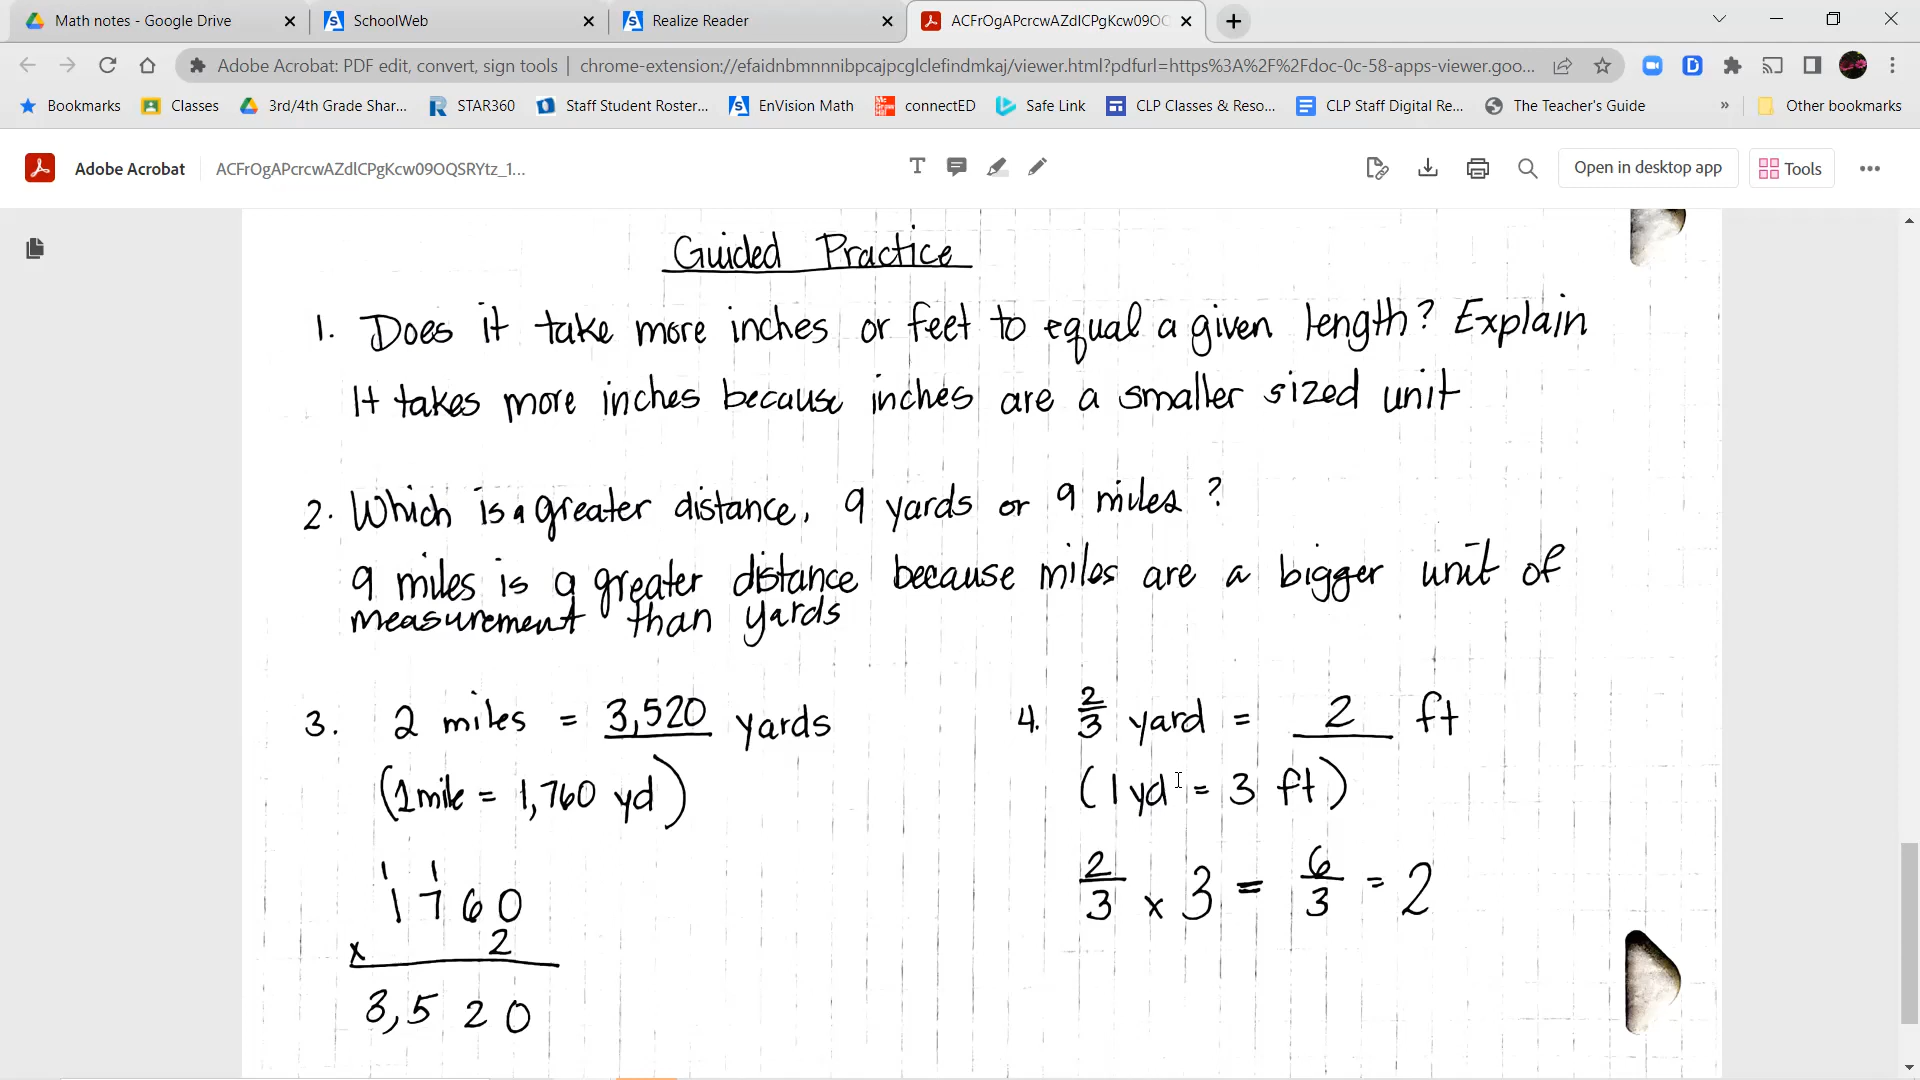 Math notes - Google Drive
SchoolWeb
Realize Reader
ACFrOgAPcrcwAZdlCPgKcw09OC
Adobe Acrobat: PDF edit, convert, sign tools | chrome-extension://efaidnbmnnnibpcajpcglclefindmkaj/viewer.html?pdfurl=https%3A%2F%2Fdoc-0c-58-apps-viewer.goo...
Bookmarks
Classes
3rd/4th Grade Shar...
STAR360
Staff Student Roster...
EnVision Math
connectED
Safe Link
CLP Classes & Reso...
CLP Staff Digital Re...
The Teacher's Guide
»
Other bookmarks
Adobe Acrobat
ACFrOgAPcrcwAZdlCPgKcw09OQSRYtz_1...
Open in desktop app
Tools
Guided Practice
1. Does it take more inches or feet to equal a given length? Explain
It takes more inches because inches are a smaller sized unit
2. Which is a greater distance, 9 yards or 9 miles?
9 miles is a greater distance because miles are a bigger unit of
measurement than yards
3. 2 miles = 3,520 yards
(1mile = 1,760 yd)
1 1
1760
x 2
3,520
4. 2/3 yard = 2 ft
(1yd = 3 ft)
2/3 x 3 = 6/3 = 2